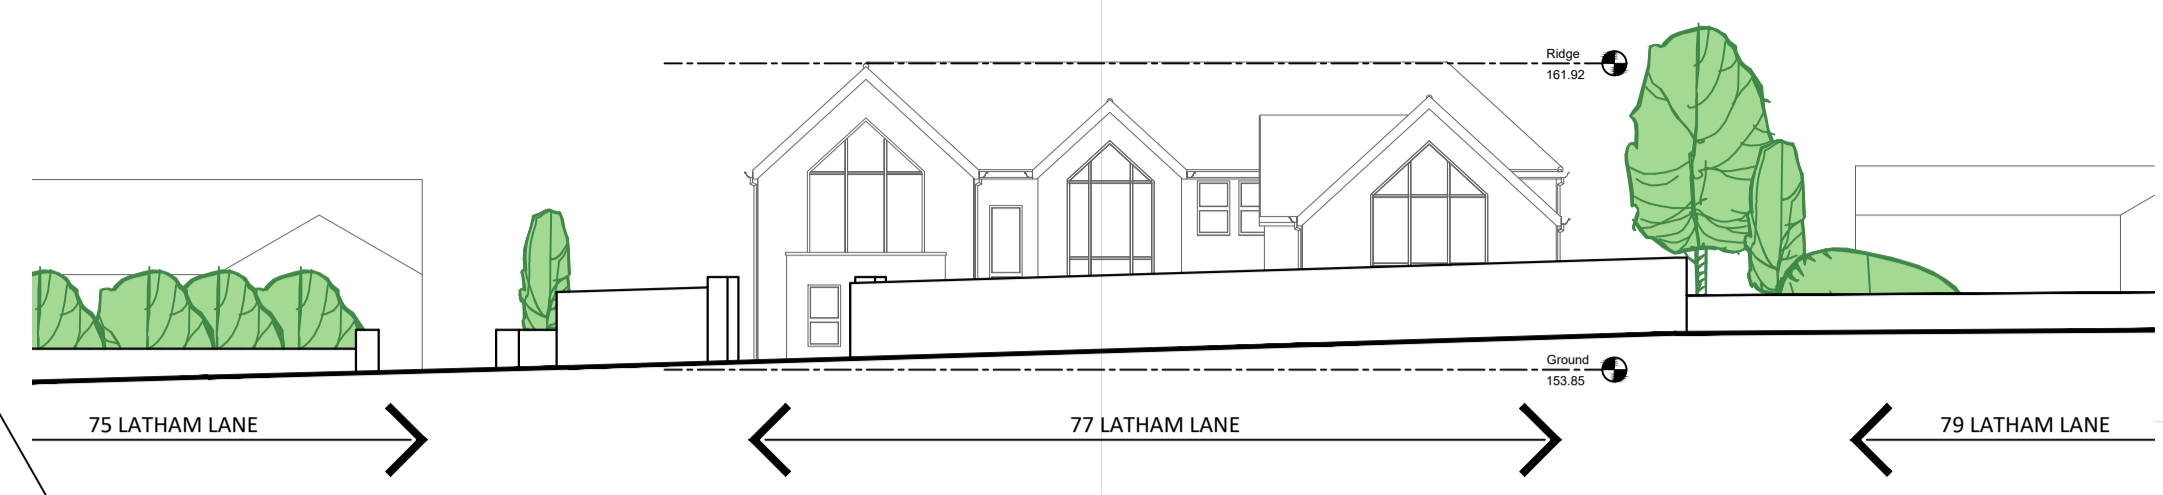 Ridge
161.92
Ground
153.85
75 LATHAM LANE
77 LATHAM LANE
79 LATHAM LANE